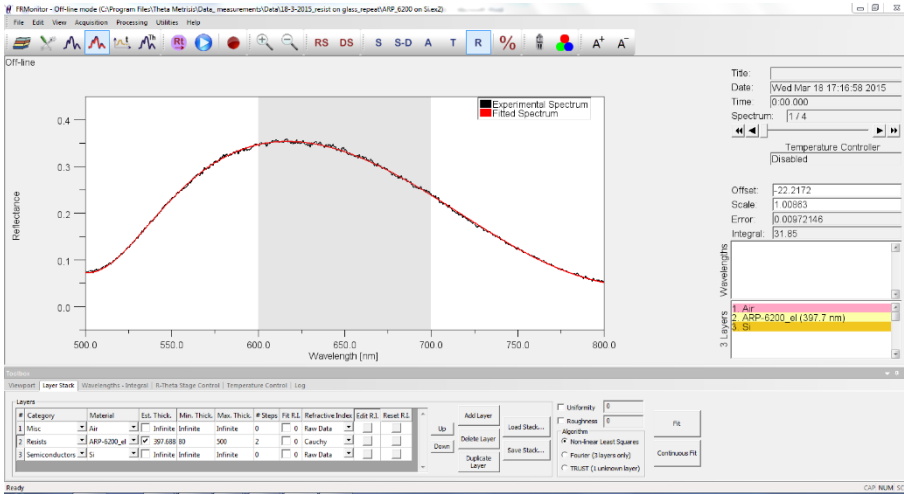 FRMonitor - Off-line mode (C:\Program Files\Theta Metrisis\Data_ measurements\Data\18-3-2015_resist on glass_repeat\ARP_6200 on Si.ex2)
File Edit View Acquisition Processing Utilities Help
Th Rt RS DS S S-D A T R % A+ A-
Off-line
Experimental Spectrum
Fitted Spectrum
0.4
0.3
0.2
0.1
0.0
Reflectance
500.0 550.0 600.0 650.0 700.0 750.0 800.0
Wavelength [nm]
Title:
Date: Wed Mar 18 17:16:58 2015
Time: 0:00.000
Spectrum: 1 / 4
Temperature Controller
Disabled
Offset: -22.2172
Scale: 1.00863
Error: 0.00972146
Integral: 31.85
Wavelengths
3 Layers
1. Air
2. ARP-6200_el (397.7 nm)
3. Si
Toolbox
Viewport Layer Stack Wavelengths - Integral R-Theta Stage Control Temperature Control Log
Layers
# Category Material Est. Thick. Min. Thick. Max. Thick. # Steps Fit R.I. Refractive Index Edit R.I. Reset R.I.
1 Misc Air Infinite Infinite Infinite 0 0 Raw Data
2 Resists ARP-6200_el 397.688 80 500 2 0 Cauchy
3 Semiconductors Si Infinite Infinite Infinite 0 0 Raw Data
Up
Down
Add Layer
Delete Layer
Duplicate Layer
Load Stack...
Save Stack...
Uniformity 0
Roughness 0
Algorithm
Non-linear Least Squares
Fourier (3 layers only)
TRUST (1 unknown layer)
Fit
Continuous Fit
Ready
CAP NUM SC